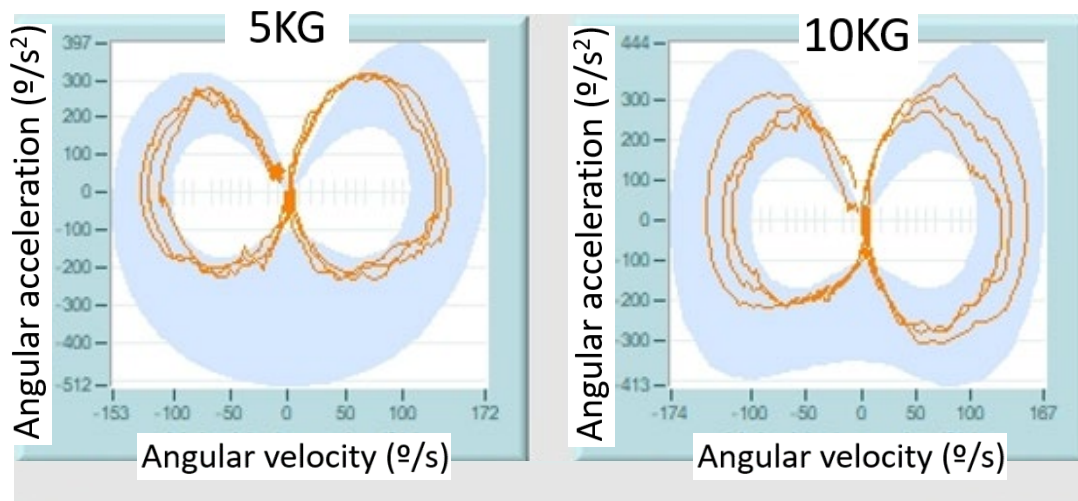 5KG
Angular acceleration (º/s²)
397
300
200
100
0
-100
-200
-300
-400
-512
-153 -100 -50 0 50 100 172
Angular velocity (º/s)
10KG
Angular acceleration (º/s²)
444
300
200
100
0
-100
-200
-300
-413
-174 -100 -50 0 50 100 167
Angular velocity (º/s)